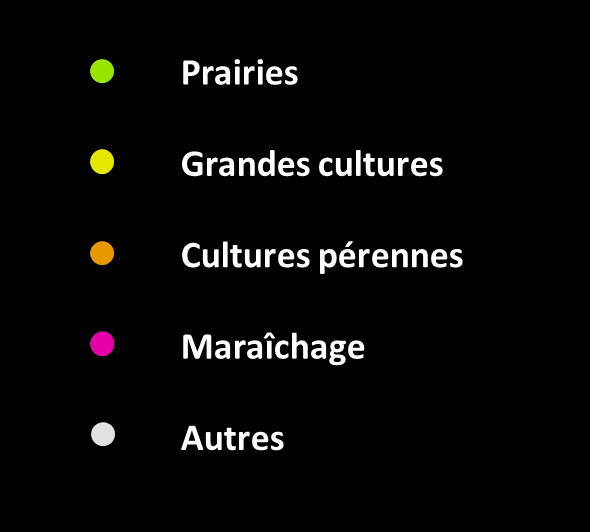 Prairies
Grandes cultures
Cultures pérennes
Maraîchage
Autres